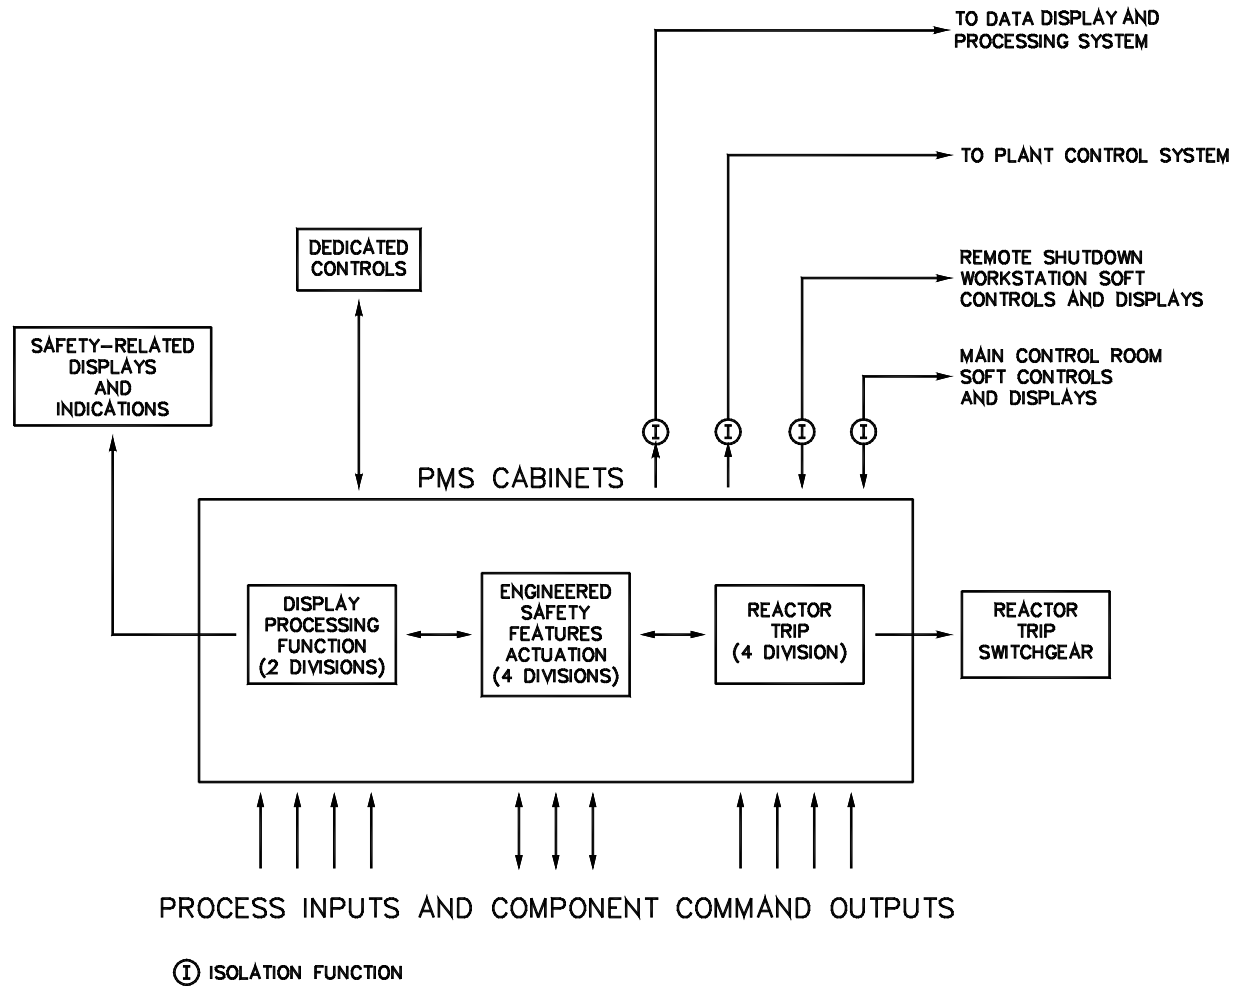 TO DATA DISPLAY AND
PROCESSING SYSTEM
TO PLANT CONTROL SYSTEM
DEDICATED
CONTROLS
REMOTE SHUTDOWN
WORKSTATION SOFT
CONTROLS AND DISPLAYS
SAFETY-RELATED
DISPLAYS
AND
INDICATIONS
MAIN CONTROL ROOM
SOFT CONTROLS
AND DISPLAYS
I
I
I
I
PMS CABINETS
DISPLAY
PROCESSING
FUNCTION
(2 DIVISIONS)
ENGINEERED
SAFETY
FEATURES
ACTUATION
(4 DIVISIONS)
REACTOR
TRIP
(4 DIVISION)
REACTOR
TRIP
SWITCHGEAR
PROCESS INPUTS AND COMPONENT COMMAND OUTPUTS
I ISOLATION FUNCTION